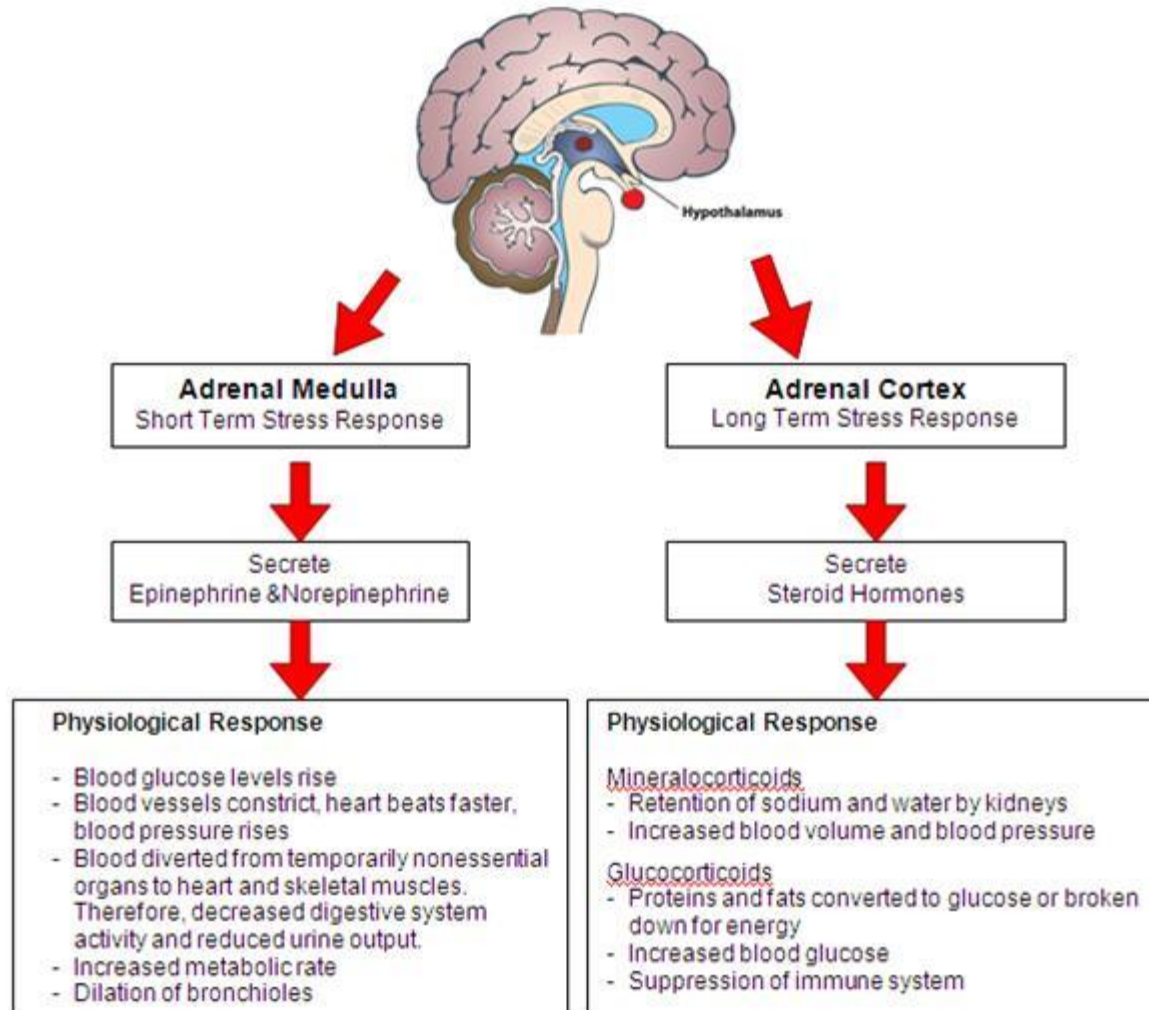 Hypothalamus
Adrenal Medulla
Short Term Stress Response
Secrete
Epinephrine &Norepinephrine
Physiological Response
- Blood glucose levels rise
- Blood vessels constrict, heart beats faster,
blood pressure rises
- Blood diverted from temporarily nonessential
organs to heart and skeletal muscles.
Therefore, decreased digestive system
activity and reduced urine output.
- Increased metabolic rate
- Dilation of bronchioles
Adrenal Cortex
Long Term Stress Response
Secrete
Steroid Hormones
Physiological Response
Mineralocorticoids
- Retention of sodium and water by kidneys
- Increased blood volume and blood pressure
Glucocorticoids
- Proteins and fats converted to glucose or broken
down for energy
- Increased blood glucose
- Suppression of immune system